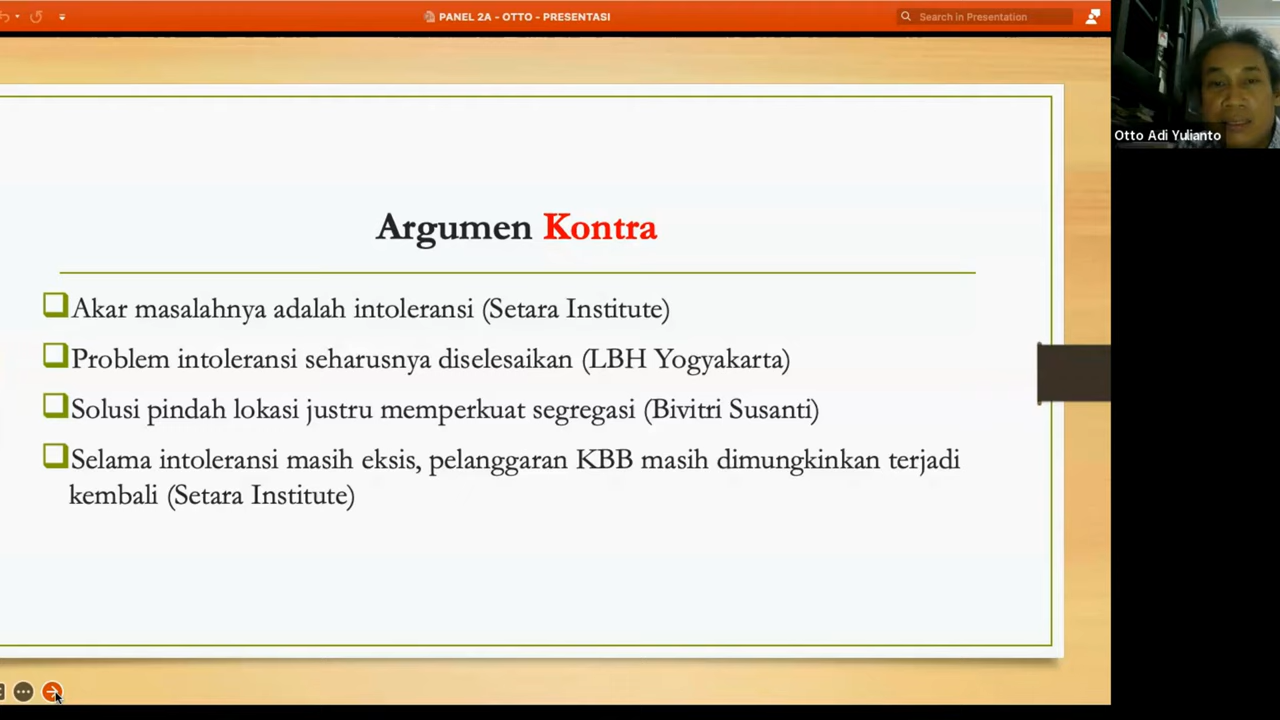 PANEL 2A - OTTO - PRESENTASI
Search in Presentation
Otto Adi Yulianto
Argumen Kontra
Akar masalahnya adalah intoleransi (Setara Institute)
Problem intoleransi seharusnya diselesaikan (LBH Yogyakarta)
Solusi pindah lokasi justru memperkuat segregasi (Bivitri Susanti)
Selama intoleransi masih eksis, pelanggaran KBB masih dimungkinkan terjadi
kembali (Setara Institute)